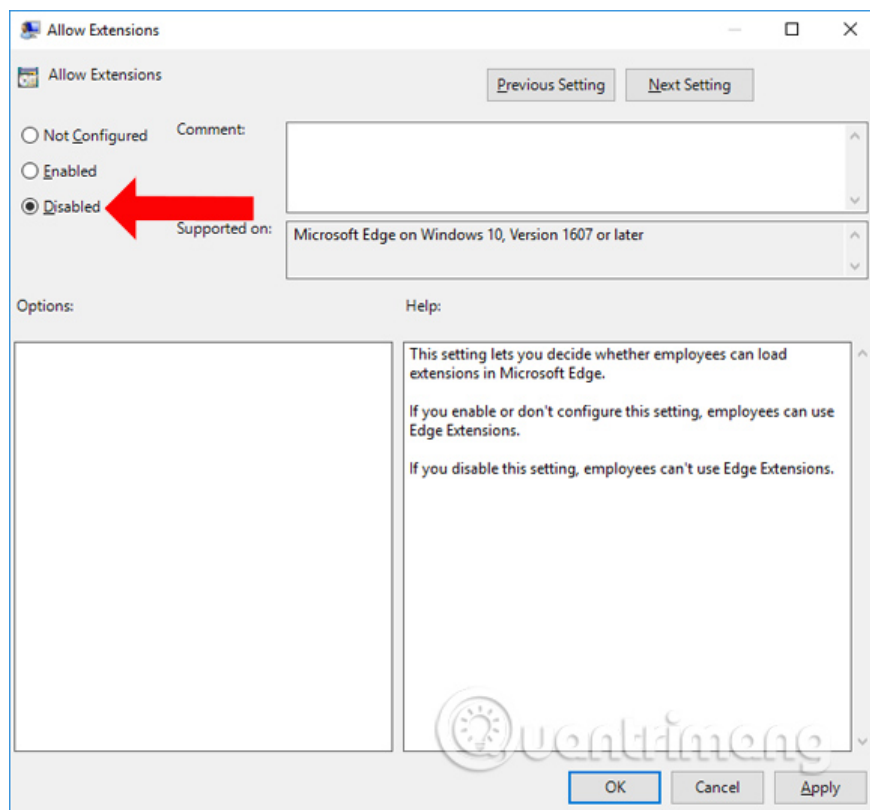 Allow Extensions
Allow Extensions
Previous Setting
Next Setting
Not Configured
Enabled
Disabled
Comment:
Supported on:
Microsoft Edge on Windows 10, Version 1607 or later
Options:
Help:
This setting lets you decide whether employees can load
extensions in Microsoft Edge.
If you enable or don't configure this setting, employees can use
Edge Extensions.
If you disable this setting, employees can't use Edge Extensions.
Quantrimang
OK
Cancel
Apply